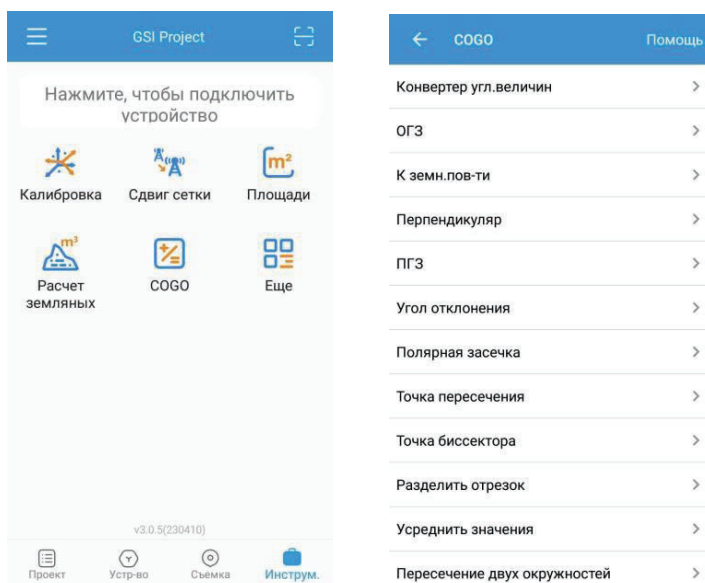 GSI Project
Нажмите, чтобы подключить
устройство
Калибровка
Сдвиг сетки
Площади
Расчет
земляных
COGO
Еще
v3.0.5(230410)
Проект
Устр-во
Съемка
Инструм.
COGO
Помощь
Конвертер угл.величин
ОГЗ
К земн.пов-ти
Перпендикуляр
ПГЗ
Угол отклонения
Полярная засечка
Точка пересечения
Точка биссектора
Разделить отрезок
Усреднить значения
Пересечение двух окружностей